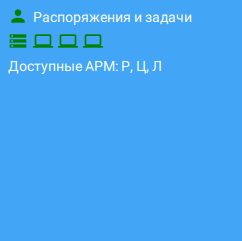 Распоряжения и задачи
Доступные АРМ: Р, Ц, Л